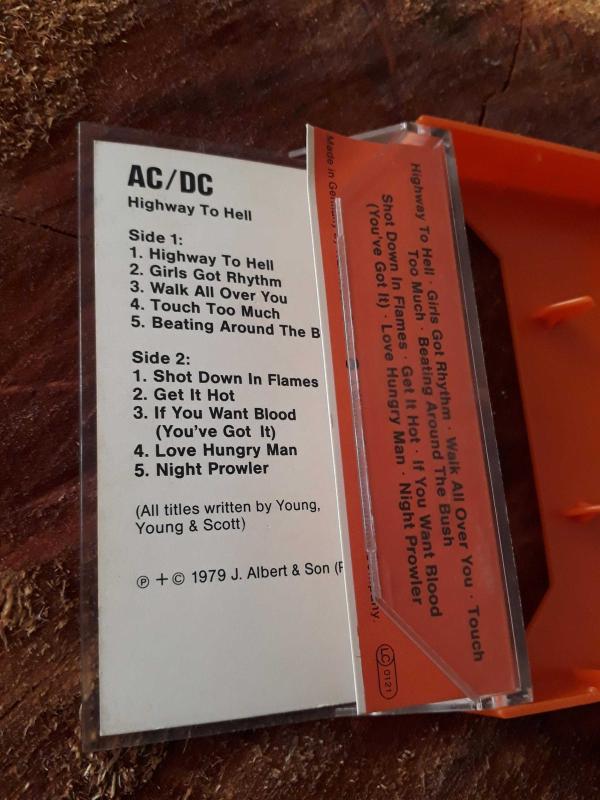 AC/DC
Highway To Hell
Side 1:
1. Highway To Hell
2. Girls Got Rhythm
3. Walk All Over You
4. Touch Too Much
5. Beating Around The B
Side 2:
1. Shot Down In Flames
2. Get It Hot
3. If You Want Blood
(You've Got It)
4. Love Hungry Man
5. Night Prowler
(All titles written by Young,
Young & Scott)
℗ + © 1979 J. Albert & Son (P
Highway To Hell · Girls Got Rhythm · Walk All Over You · Touch
Too Much · Beating Around The Bush
Shot Down In Flames · Get It Hot · If You Want Blood
(You've Got It) · Love Hungry Man · Night Prowler
Made in Germany
LC 0121